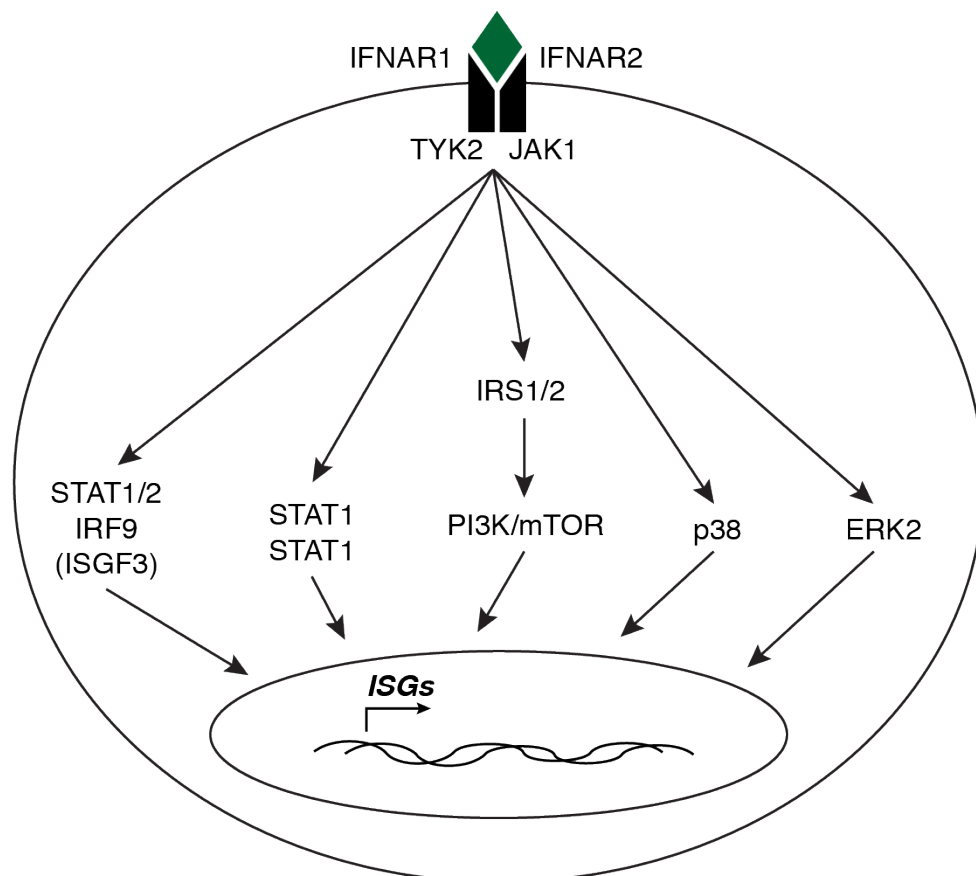 IFNAR1 IFNAR2
TYK2 JAK1
IRS1/2
STAT1/2
IRF9
(ISGF3)
STAT1
STAT1
PI3K/mTOR
p38
ERK2
ISGs